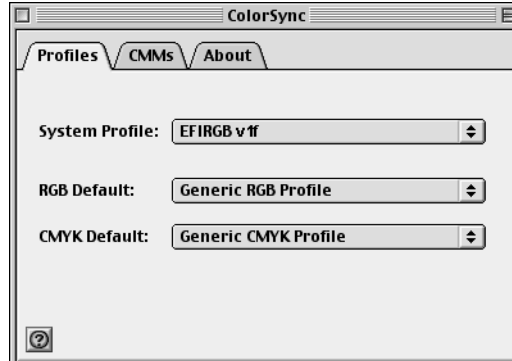 ColorSync
Profiles CMMs About
System Profile: EFIRGB v1f
RGB Default: Generic RGB Profile
CMYK Default: Generic CMYK Profile
?